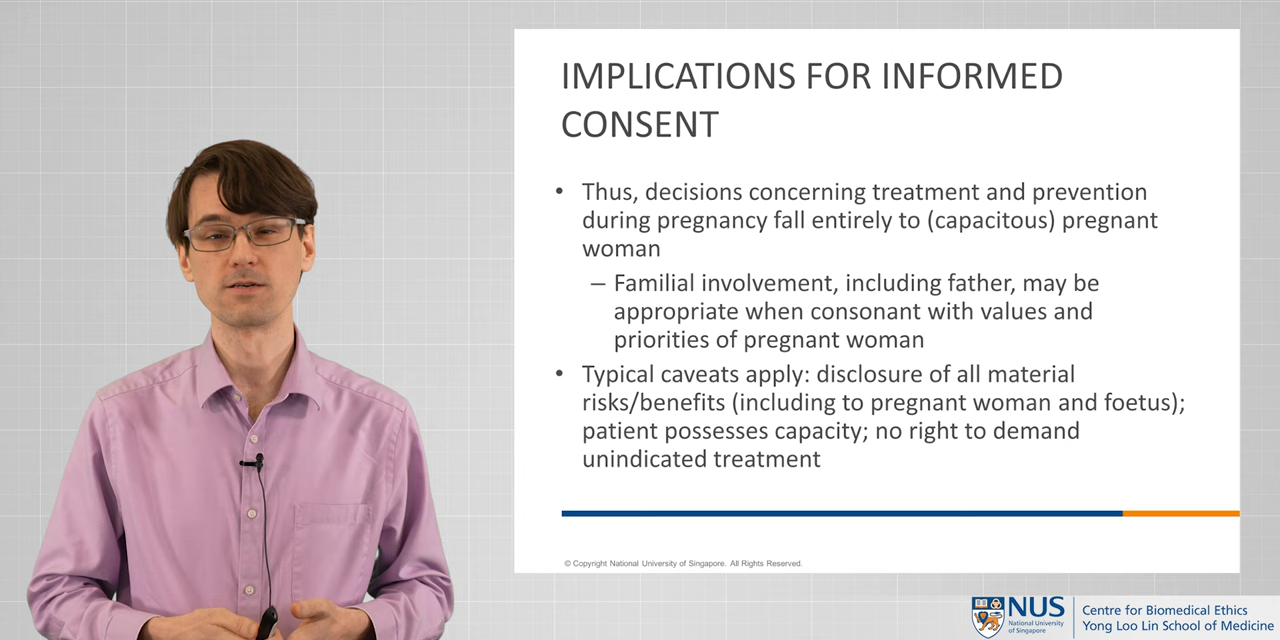 IMPLICATIONS FOR INFORMED
CONSENT
• Thus, decisions concerning treatment and prevention
during pregnancy fall entirely to (capacitous) pregnant
woman
– Familial involvement, including father, may be
appropriate when consonant with values and
priorities of pregnant woman
• Typical caveats apply: disclosure of all material
risks/benefits (including to pregnant woman and foetus);
patient possesses capacity; no right to demand
unindicated treatment
© Copyright National University of Singapore. All Rights Reserved.
NUS
National University
of Singapore
Centre for Biomedical Ethics
Yong Loo Lin School of Medicine